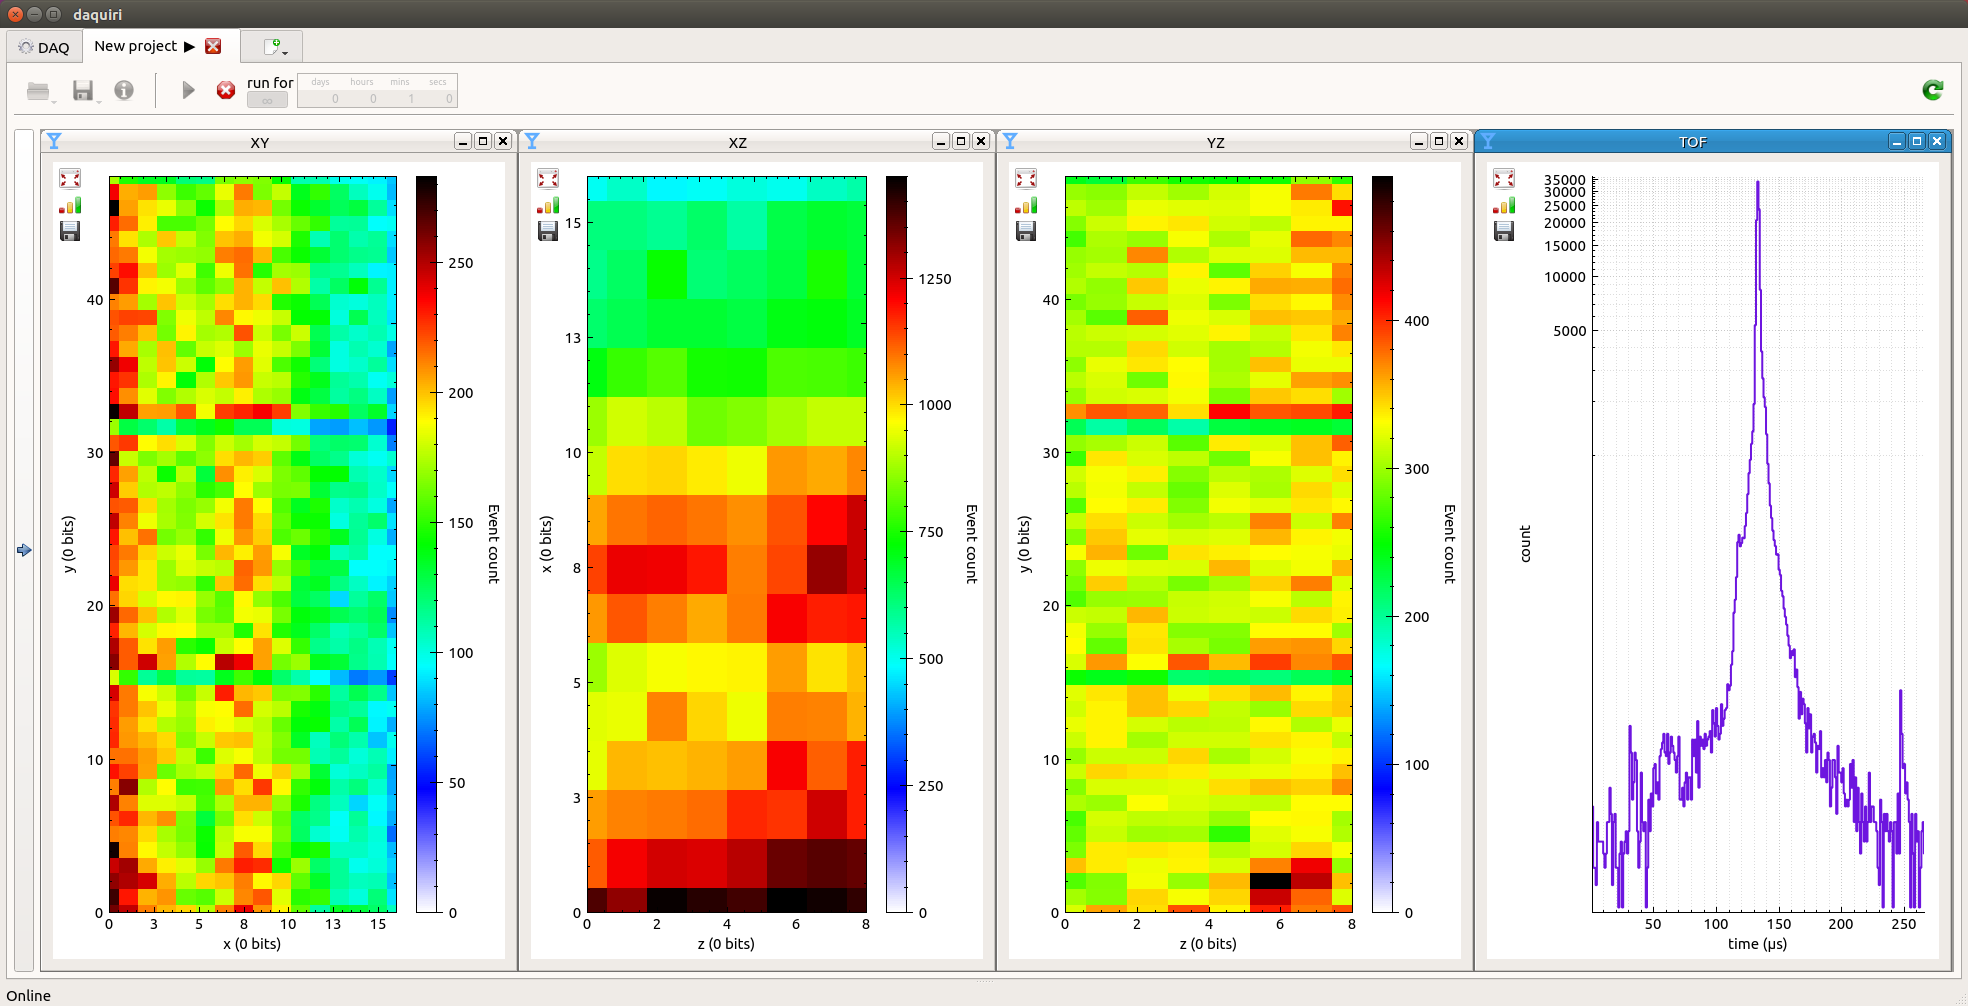 daquiri
DAQ
New project
run for
days hours mins secs
∞ 0 0 1 0
XY
40
30
20
10
0
y (0 bits)
0 3 5 8 10 13 15
x (0 bits)
250
200
150
100
50
0
Event count
XZ
15
13
10
8
5
3
0
x (0 bits)
0 2 4 6 8
z (0 bits)
1250
1000
750
500
250
0
Event count
YZ
40
30
20
10
0
y (0 bits)
0 2 4 6 8
z (0 bits)
400
300
200
100
0
Event count
TOF
35000
30000
25000
20000
15000
10000
5000
count
50 100 150 200 250
time (µs)
Online